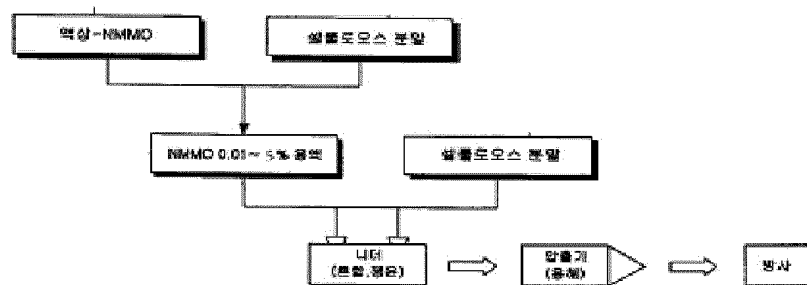 액상-NMMO
셀룰로오스 분말
NMMO 0.01~ 5% 용액
셀룰로오스 분말
니더
(혼합,팽윤)
압출기
(용해)
방사